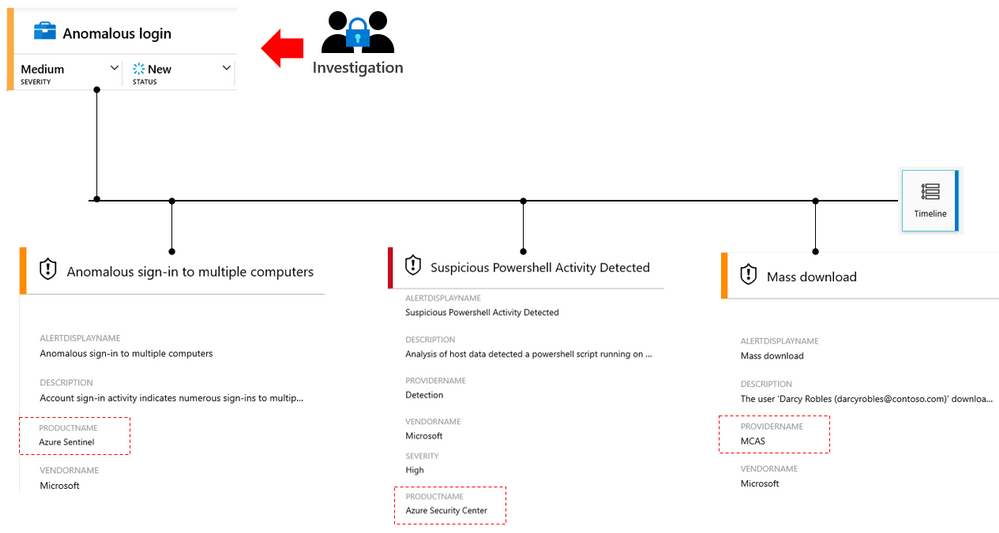 Anomalous login
Investigation
Medium
SEVERITY
New
STATUS
Timeline
Anomalous sign-in to multiple computers
ALERTDISPLAYNAME
Anomalous sign-in to multiple computers
DESCRIPTION
Account sign-in activity indicates numerous sign-ins to multip...
PRODUCTNAME
Azure Sentinel
VENDORNAME
Microsoft
Suspicious Powershell Activity Detected
ALERTDISPLAYNAME
Suspicious Powershell Activity Detected
DESCRIPTION
Analysis of host data detected a powershell script running on ...
PROVIDERNAME
Detection
VENDORNAME
Microsoft
SEVERITY
High
PRODUCTNAME
Azure Security Center
Mass download
ALERTDISPLAYNAME
Mass download
DESCRIPTION
The user 'Darcy Robles (darcyrobles@contoso.com)' downloa...
PROVIDERNAME
MCAS
VENDORNAME
Microsoft